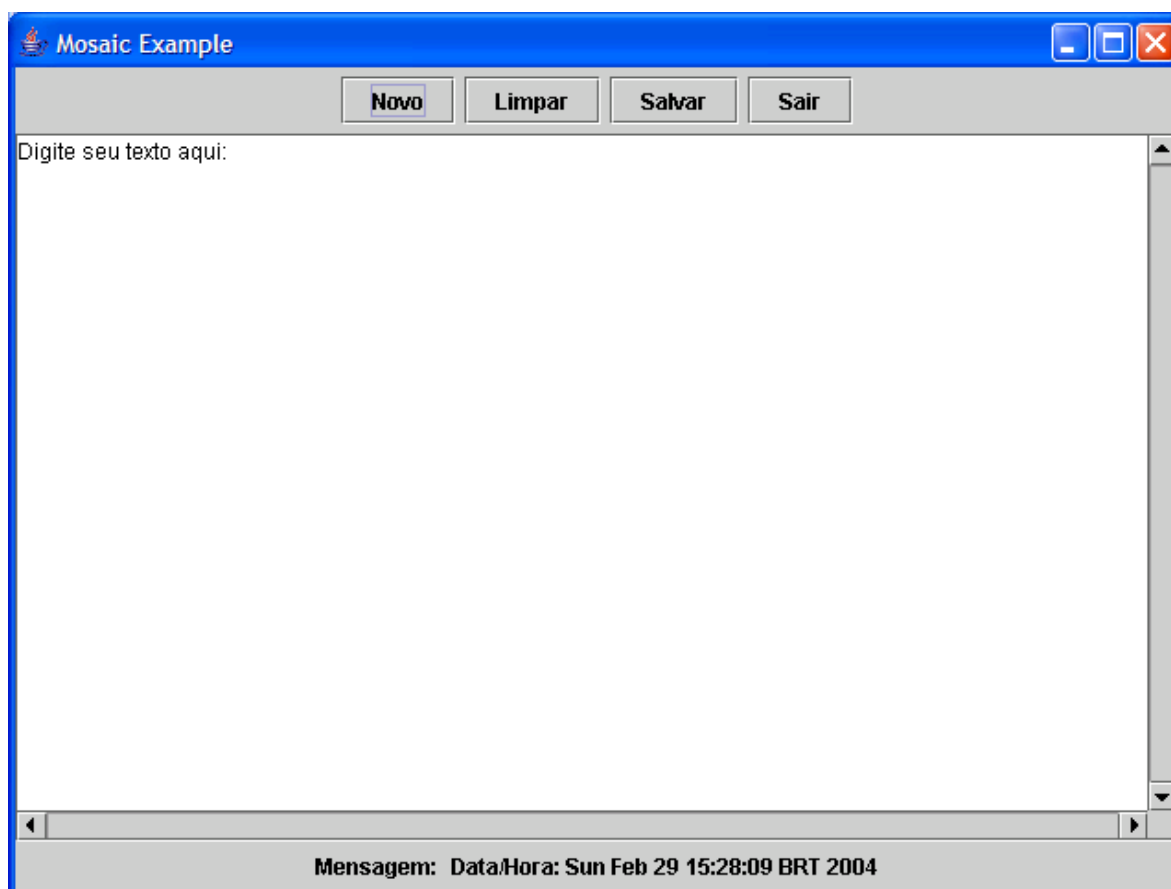 Mosaic Example
Novo Limpar Salvar Sair
Digite seu texto aqui:
Mensagem: Data/Hora: Sun Feb 29 15:28:09 BRT 2004